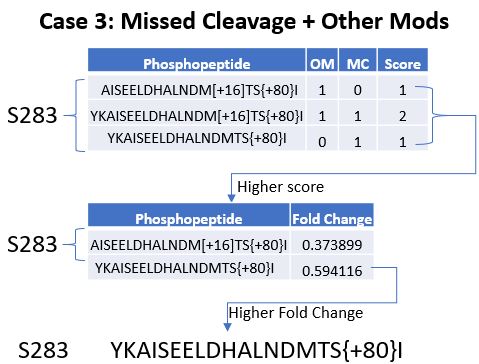 Case 3: Missed Cleavage + Other Mods
Phosphopeptide OM MC Score
AISEELDHALNDM[+16]TS{+80}I 1 0 1
S283 YKAISEELDHALNDM[+16]TS{+80}I 1 1 2
YKAISEELDHALNDMTS{+80}I 0 1 1
Higher score
Phosphopeptide Fold Change
S283 AISEELDHALNDM[+16]TS{+80}I 0.373899
YKAISEELDHALNDMTS{+80}I 0.594116
Higher Fold Change
S283 YKAISEELDHALNDMTS{+80}I